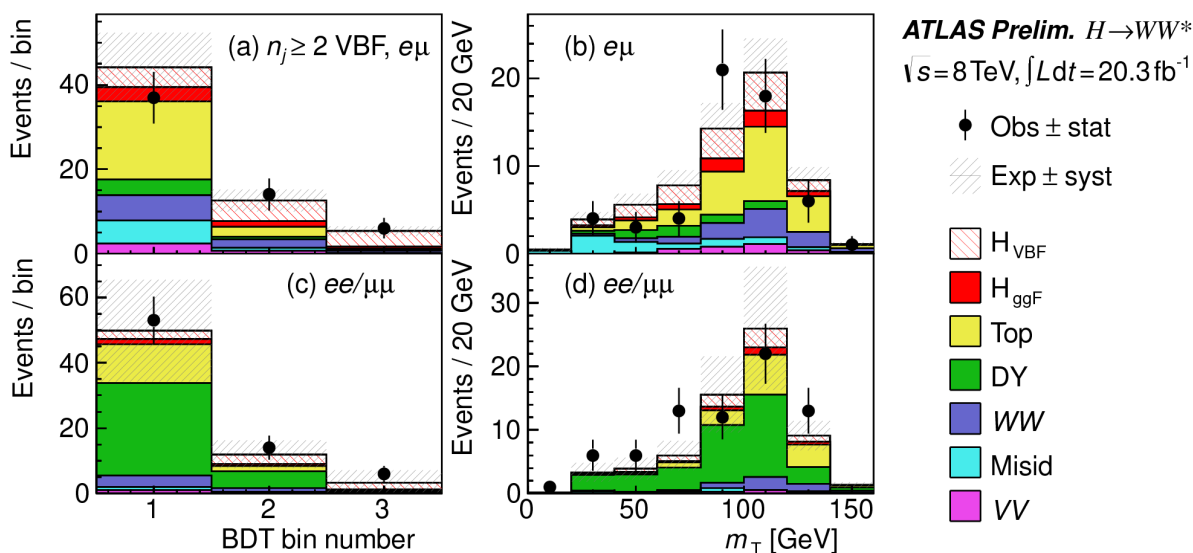 (a) n_j ≥ 2 VBF, eμ
Events / bin
40
20
0
(b) eμ
Events / 20 GeV
20
10
0
ATLAS Prelim. H→WW*
√s = 8 TeV, ∫L dt = 20.3 fb⁻¹
Obs ± stat
Exp ± syst
H_VBF
H_ggF
Top
DY
WW
Misid
VV
(c) ee/μμ
Events / bin
60
40
20
0
1
2
3
BDT bin number
(d) ee/μμ
Events / 20 GeV
30
20
10
0
0
50
100
150
m_T [GeV]